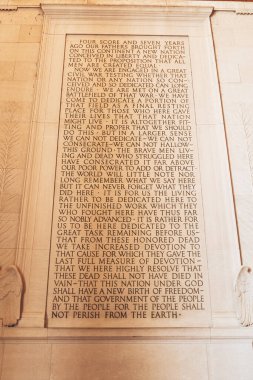 FOUR SCORE AND SEVEN YEARS
AGO OUR FATHERS BROUGHT FORTH
ON THIS CONTINENT A NEW NATION
CONCEIVED IN LIBERTY AND DEDICA-
TED TO THE PROPOSITION THAT ALL
MEN ARE CREATED EQUAL ·
NOW WE ARE ENGAGED IN A GREAT
CIVIL WAR TESTING WHETHER THAT
NATION OR ANY NATION SO CON-
CEIVED AND SO DEDICATED CAN LONG
ENDURE · WE ARE MET ON A GREAT
BATTLEFIELD OF THAT WAR · WE HAVE
COME TO DEDICATE A PORTION OF
THAT FIELD AS A FINAL RESTING
PLACE FOR THOSE WHO HERE GAVE
THEIR LIVES THAT THAT NATION
MIGHT LIVE · IT IS ALTOGETHER FIT-
TING AND PROPER THAT WE SHOULD
DO THIS · BUT IN A LARGER SENSE
WE CAN NOT DEDICATE~WE CAN NOT
CONSECRATE~WE CAN NOT HALLOW~
THIS GROUND · THE BRAVE MEN LIV-
ING AND DEAD WHO STRUGGLED HERE
HAVE CONSECRATED IT FAR ABOVE
OUR POOR POWER TO ADD OR DETRACT ·
THE WORLD WILL LITTLE NOTE NOR
LONG REMEMBER WHAT WE SAY HERE
BUT IT CAN NEVER FORGET WHAT THEY
DID HERE · IT IS FOR US THE LIVING
RATHER TO BE DEDICATED HERE TO
THE UNFINISHED WORK WHICH THEY
WHO FOUGHT HERE HAVE THUS FAR
SO NOBLY ADVANCED · IT IS RATHER FOR
US TO BE HERE DEDICATED TO THE
GREAT TASK REMAINING BEFORE US~
THAT FROM THESE HONORED DEAD
WE TAKE INCREASED DEVOTION TO
THAT CAUSE FOR WHICH THEY GAVE THE
LAST FULL MEASURE OF DEVOTION~
THAT WE HERE HIGHLY RESOLVE THAT
THESE DEAD SHALL NOT HAVE DIED IN
VAIN~THAT THIS NATION UNDER GOD
SHALL HAVE A NEW BIRTH OF FREEDOM~
AND THAT GOVERNMENT OF THE PEOPLE
BY THE PEOPLE FOR THE PEOPLE SHALL
NOT PERISH FROM THE EARTH ·